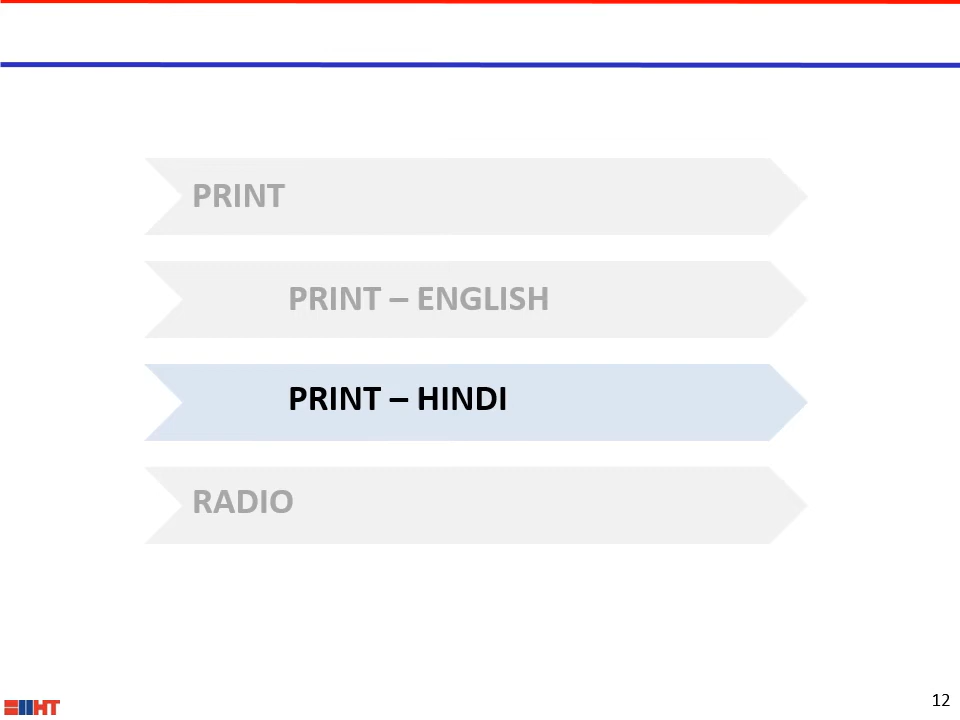 PRINT
PRINT – ENGLISH
PRINT – HINDI
RADIO
HT
12